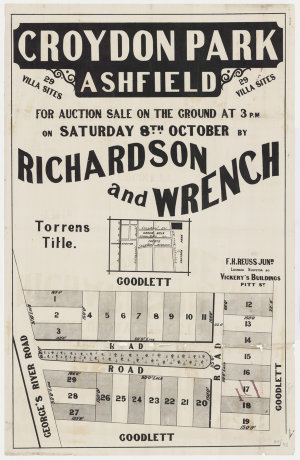 CROYDON PARK
ASHFIELD
29
VILLA SITES
29
VILLA SITES
FOR AUCTION SALE ON THE GROUND AT 3 P.M
ON SATURDAY 8TH OCTOBER BY
RICHARDSON
and WRENCH
Torrens
Title.
F.H. REUSS JUNR
VICKERY'S BUILDINGS
PITT ST
GOODLETT
1
2
3
4
5
6
7
8
9
10
11
12
13
14
15
16
17
18
19
ROAD
ROAD
ROAD
GEORGE'S RIVER ROAD
29
28
27
26
25
24
23
22
21
20
GOODLETT
GOODLETT